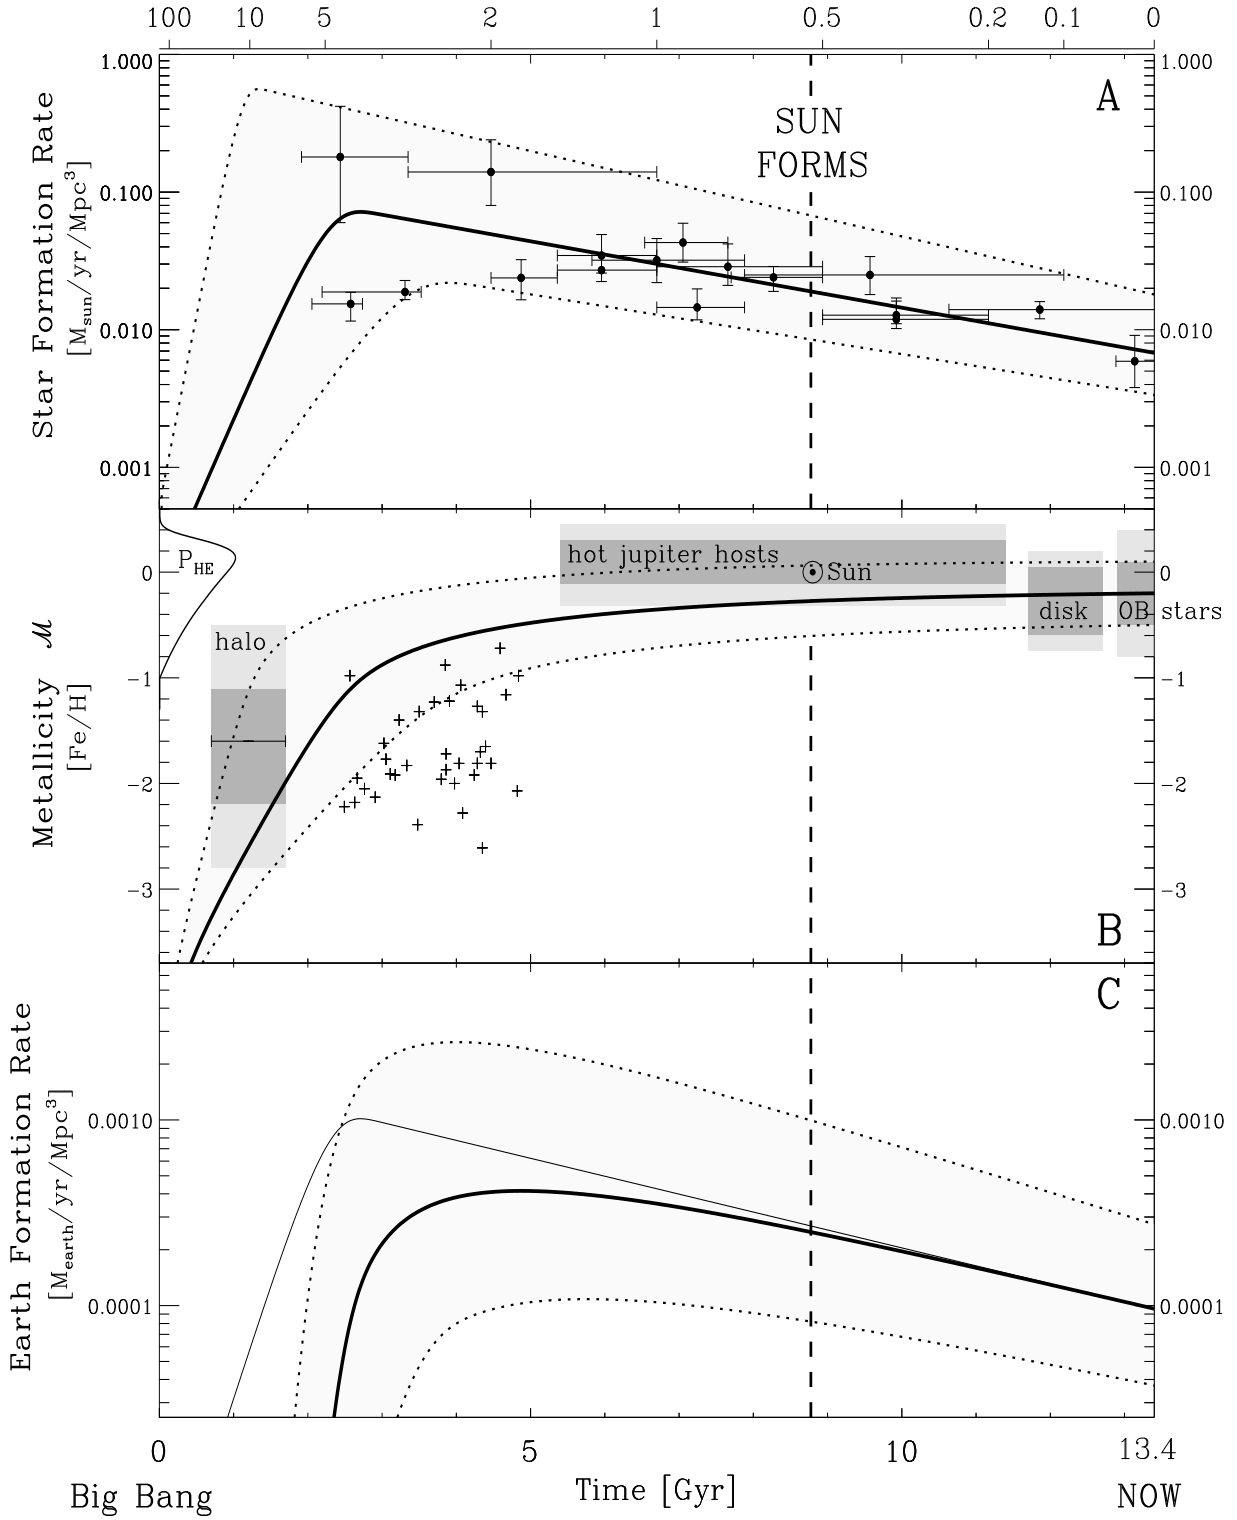 100 10 5 2 1 0.5 0.2 0.1 0
A
SUN
FORMS
Star Formation Rate
[Msun/yr/Mpc3]
1.000 1.000
0.100 0.100
0.010 0.010
0.001 0.001
PHE
hot jupiter hosts
Sun
halo
disk
OB stars
Metallicity ℳ
[Fe/H]
0 0
-1 -1
-2 -2
-3 -3
B
C
Earth Formation Rate
[Mearth/yr/Mpc3]
0.0010 0.0010
0.0001 0.0001
0 5 10 13.4
Big Bang Time [Gyr] NOW